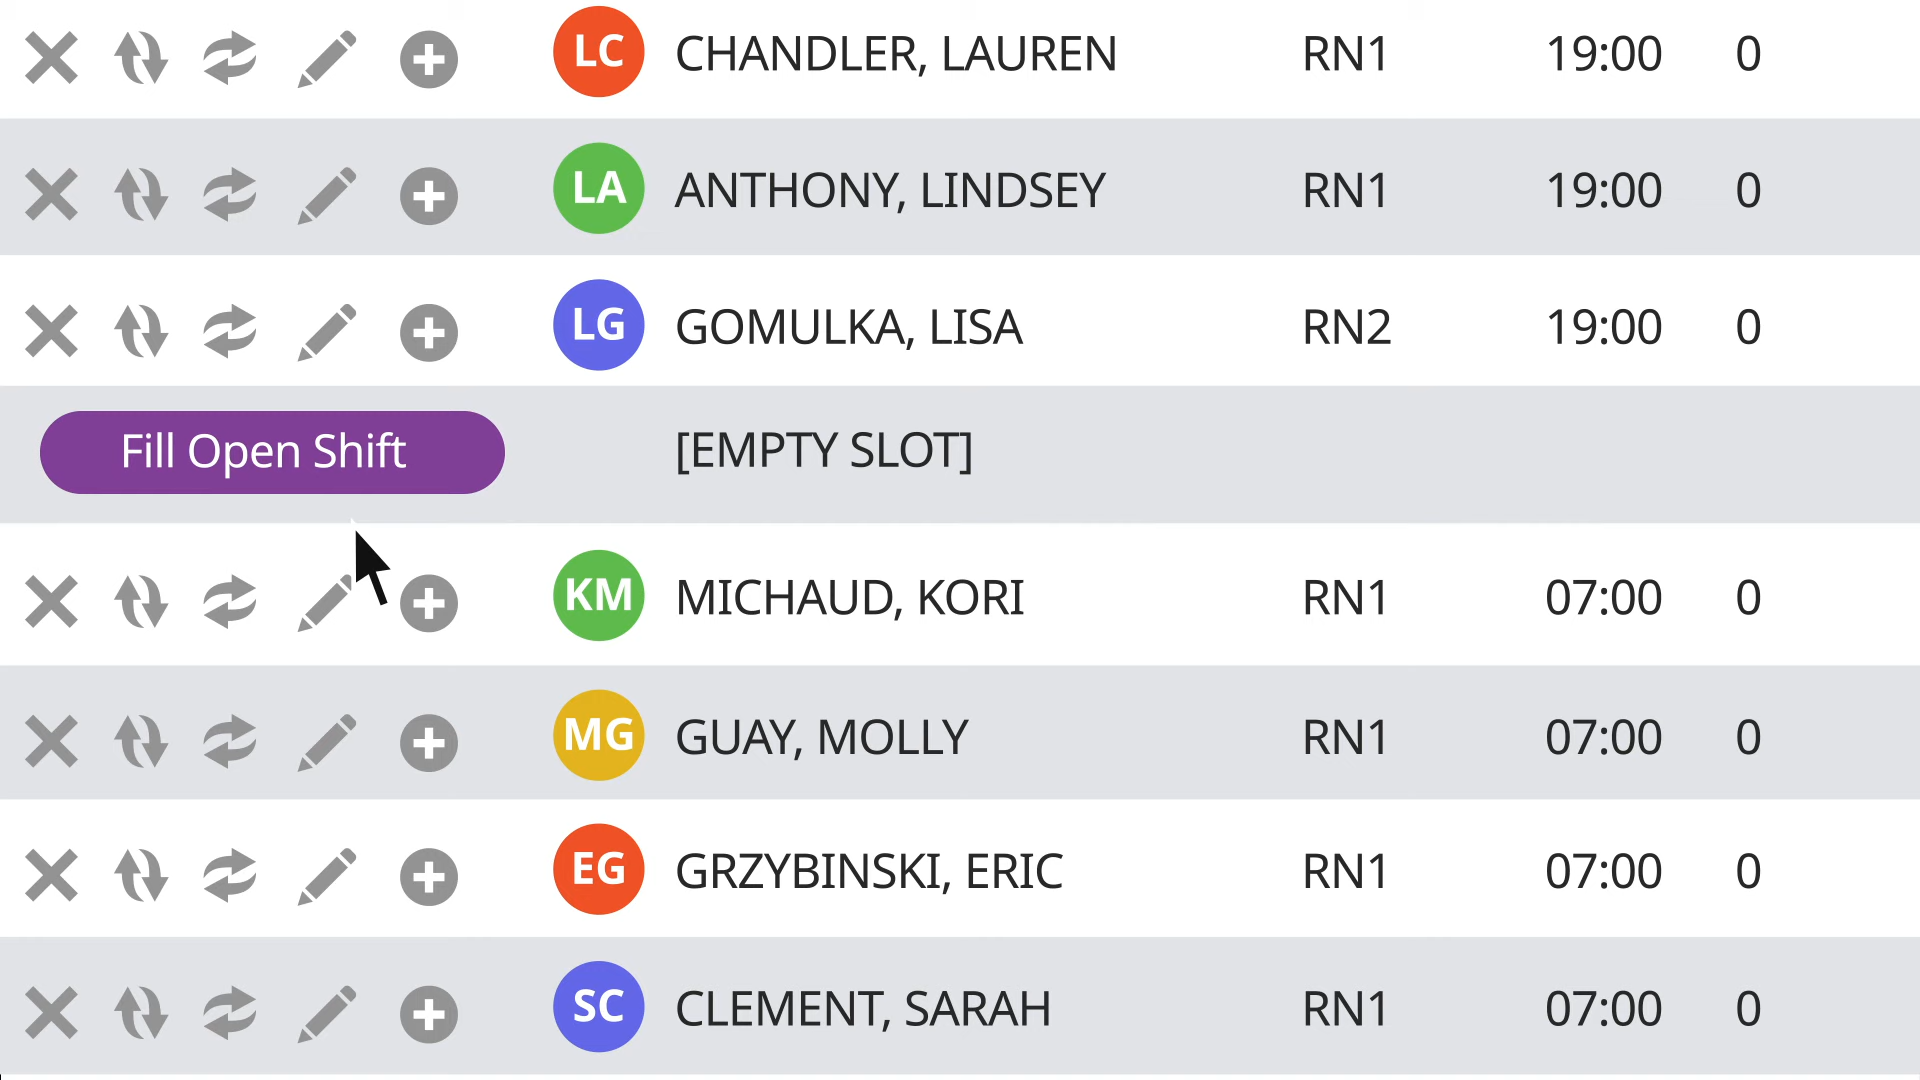 LC CHANDLER, LAUREN RN1 19:00 0
LA ANTHONY, LINDSEY RN1 19:00 0
LG GOMULKA, LISA RN2 19:00 0
Fill Open Shift [EMPTY SLOT]
KM MICHAUD, KORI RN1 07:00 0
MG GUAY, MOLLY RN1 07:00 0
EG GRZYBINSKI, ERIC RN1 07:00 0
SC CLEMENT, SARAH RN1 07:00 0